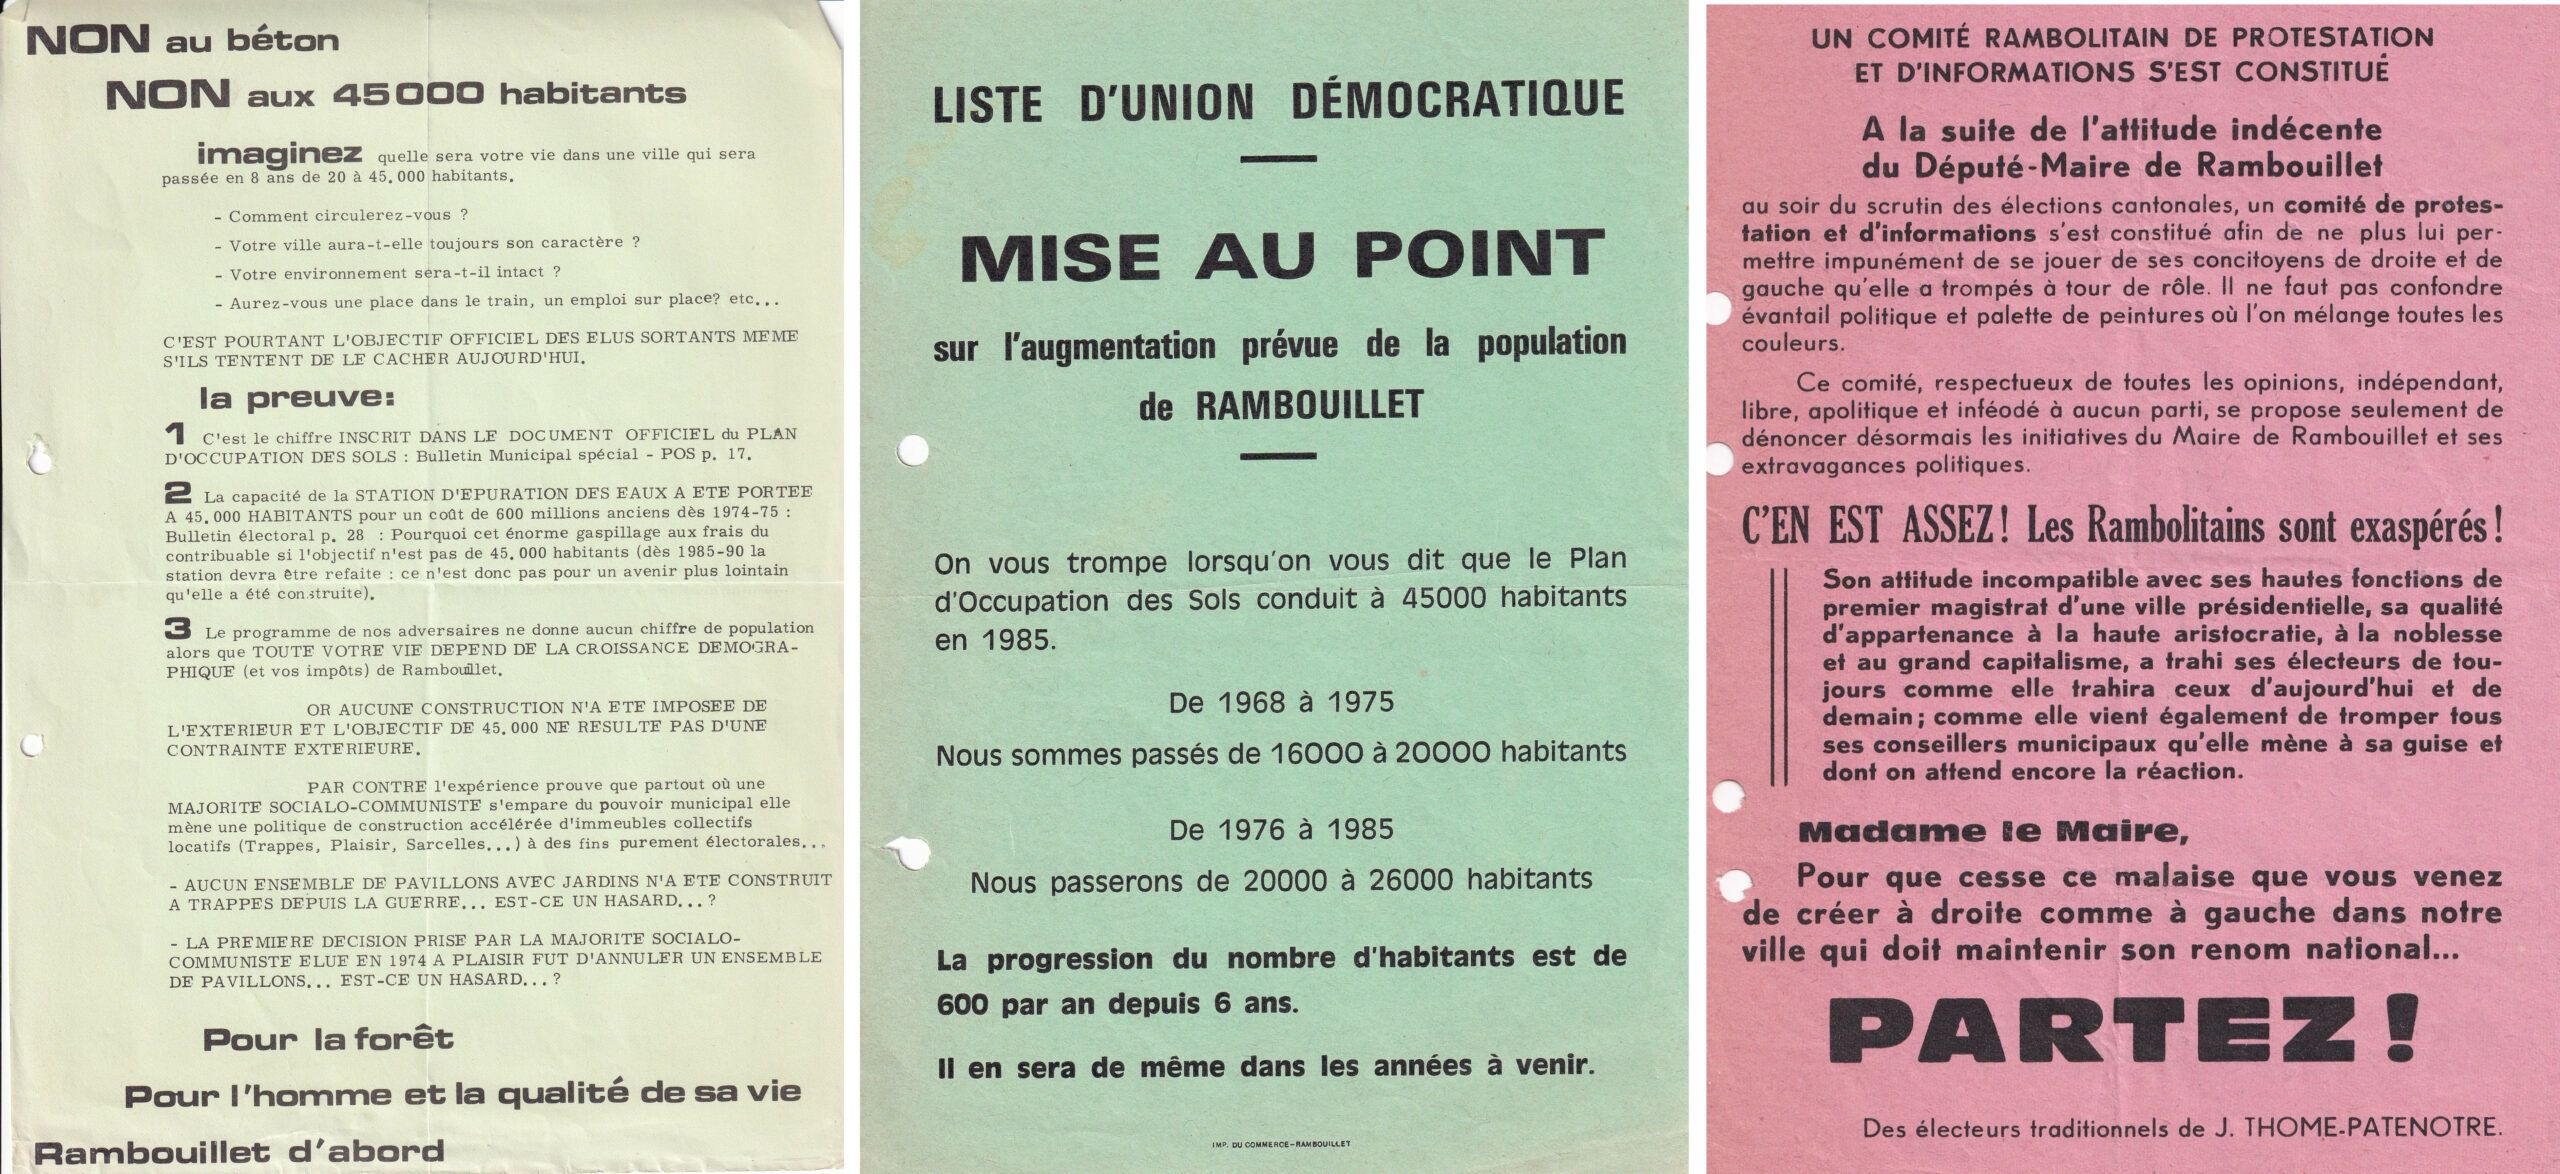 NON au béton
NON aux 45000 habitants
imaginez quelle sera votre vie dans une ville qui sera
passée en 8 ans de 20 à 45.000 habitants.
- Comment circulerez-vous ?
- Votre ville aura-t-elle toujours son caractère ?
- Votre environnement sera-t-il intact ?
- Aurez-vous une place dans le train, un emploi sur place? etc...
C'EST POURTANT L'OBJECTIF OFFICIEL DES ELUS SORTANTS MEME
S'ILS TENTENT DE LE CACHER AUJOURD'HUI.
la preuve:
1 C'est le chiffre INSCRIT DANS LE DOCUMENT OFFICIEL du PLAN
D'OCCUPATION DES SOLS : Bulletin Municipal spécial - POS p. 17.
2 La capacité de la STATION D'EPURATION DES EAUX A ETE PORTEE
A 45.000 HABITANTS pour un coût de 600 millions anciens dès 1974-75 :
Bulletin électoral p. 28 : Pourquoi cet énorme gaspillage aux frais du
contribuable si l'objectif n'est pas de 45.000 habitants (dès 1985-90 la
station devra être refaite : ce n'est donc pas pour un avenir plus lointain
qu'elle a été construite).
3 Le programme de nos adversaires ne donne aucun chiffre de population
alors que TOUTE VOTRE VIE DEPEND DE LA CROISSANCE DEMOGRA-
PHIQUE (et vos impôts) de Rambouillet.
OR AUCUNE CONSTRUCTION N'A ETE IMPOSEE DE
L'EXTERIEUR ET L'OBJECTIF DE 45.000 NE RESULTE PAS D'UNE
CONTRAINTE EXTERIEURE.
PAR CONTRE l'expérience prouve que partout où une
MAJORITE SOCIALO-COMMUNISTE s'empare du pouvoir municipal elle
mène une politique de construction accélérée d'immeubles collectifs
locatifs (Trappes, Plaisir, Sarcelles...) à des fins purement électorales...
- AUCUN ENSEMBLE DE PAVILLONS AVEC JARDINS N'A ETE CONSTRUIT
A TRAPPES DEPUIS LA GUERRE... EST-CE UN HASARD...?
- LA PREMIERE DECISION PRISE PAR LA MAJORITE SOCIALO-
COMMUNISTE ELUE EN 1974 A PLAISIR FUT D'ANNULER UN ENSEMBLE
DE PAVILLONS... EST-CE UN HASARD...?
Pour la forêt
Pour l'homme et la qualité de sa vie
Rambouillet d'abord
LISTE D'UNION DÉMOCRATIQUE
MISE AU POINT
sur l'augmentation prévue de la population
de RAMBOUILLET
On vous trompe lorsqu'on vous dit que le Plan
d'Occupation des Sols conduit à 45000 habitants
en 1985.
De 1968 à 1975
Nous sommes passés de 16000 à 20000 habitants
De 1976 à 1985
Nous passerons de 20000 à 26000 habitants
La progression du nombre d'habitants est de
600 par an depuis 6 ans.
Il en sera de même dans les années à venir.
IMP. DU COMMERCE-RAMBOUILLET
UN COMITÉ RAMBOLITAIN DE PROTESTATION
ET D'INFORMATIONS S'EST CONSTITUÉ
A la suite de l'attitude indécente
du Député-Maire de Rambouillet
au soir du scrutin des élections cantonales, un comité de protes-
tation et d'informations s'est constitué afin de ne plus lui per-
mettre impunément de se jouer de ses concitoyens de droite et de
gauche qu'elle a trompés à tour de rôle. Il ne faut pas confondre
évantail politique et palette de peintures où l'on mélange toutes les
couleurs.
Ce comité, respectueux de toutes les opinions, indépendant,
libre, apolitique et inféodé à aucun parti, se propose seulement de
dénoncer désormais les initiatives du Maire de Rambouillet et ses
extravagances politiques.
C'EN EST ASSEZ! Les Rambolitains sont exaspérés!
Son attitude incompatible avec ses hautes fonctions de
premier magistrat d'une ville présidentielle, sa qualité
d'appartenance à la haute aristocratie, à la noblesse
et au grand capitalisme, a trahi ses électeurs de tou-
jours comme elle trahira ceux d'aujourd'hui et de
demain; comme elle vient également de tromper tous
ses conseillers municipaux qu'elle mène à sa guise et
dont on attend encore la réaction.
Madame le Maire,
Pour que cesse ce malaise que vous venez
de créer à droite comme à gauche dans notre
ville qui doit maintenir son renom national...
PARTEZ!
Des électeurs traditionnels de J. THOME-PATENOTRE.